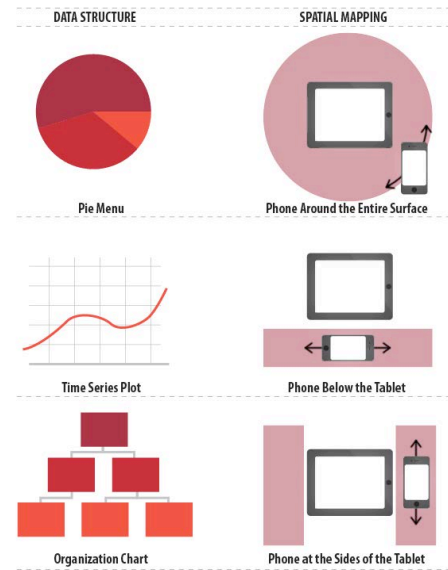 DATA STRUCTURE
SPATIAL MAPPING
Pie Menu
Phone Around the Entire Surface
Time Series Plot
Phone Below the Tablet
Organization Chart
Phone at the Sides of the Tablet